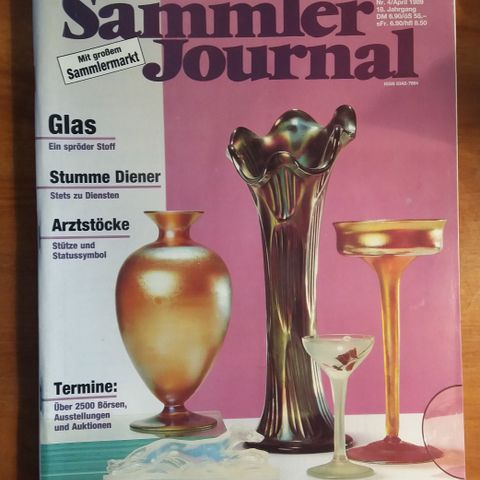 Sammler
Journal
Nr. 4/April 1989
18. Jahrgang
DM 6.90/öS 55,–
sFr. 6.90/hfl 8.50
Mit großem
Sammlermarkt
Glas
Ein spröder Stoff
Stumme Diener
Stets zu Diensten
Arztstöcke
Stütze und
Statussymbol
Termine:
Über 2500 Börsen,
Ausstellungen
und Auktionen